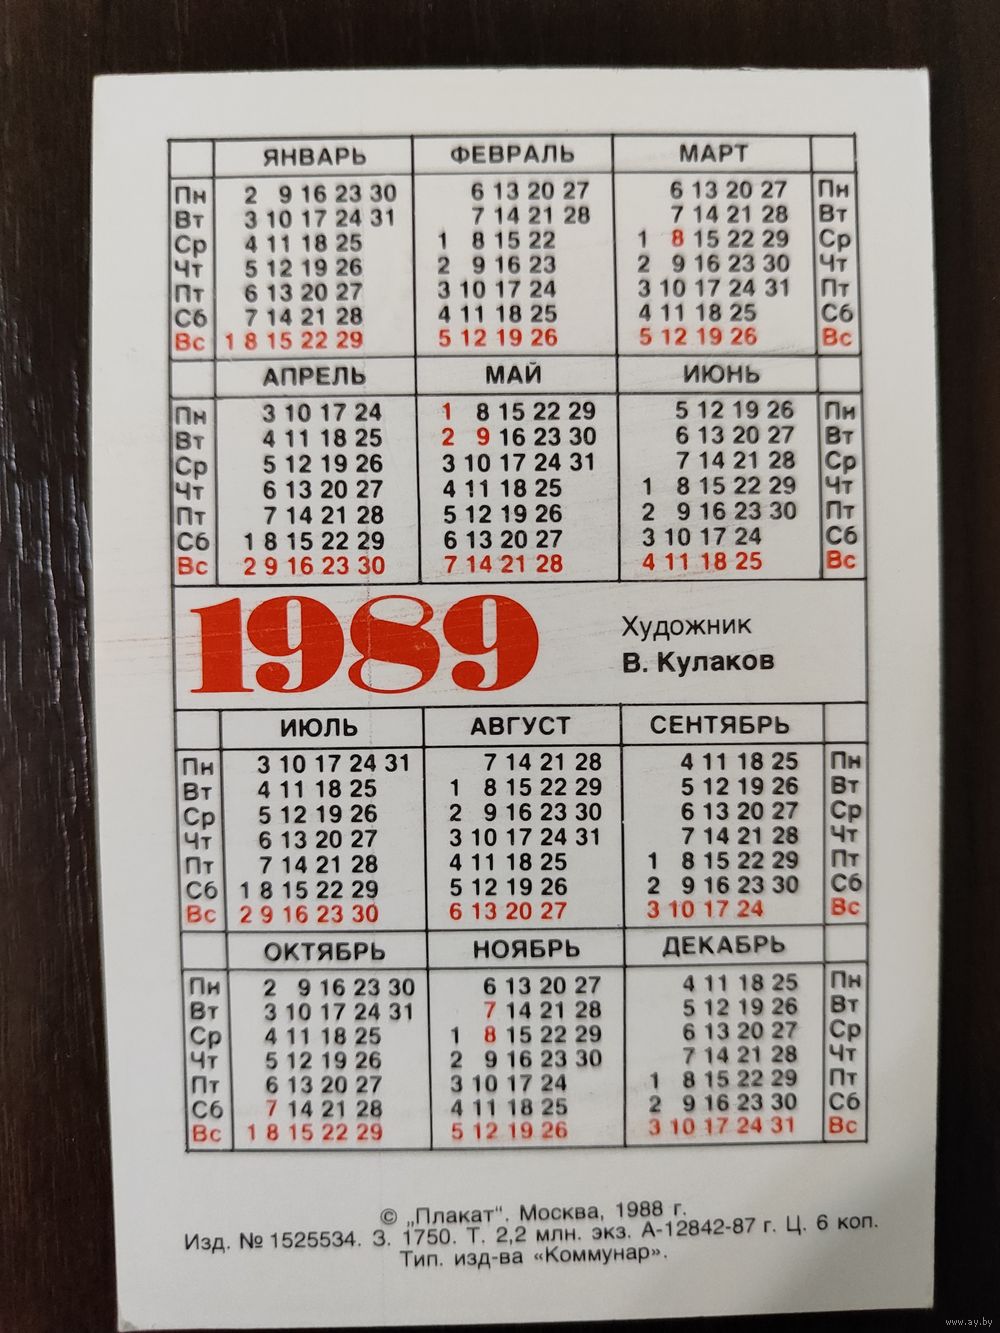 ЯНВАРЬ ФЕВРАЛЬ МАРТ
Пн 2 9 16 23 30 6 13 20 27 6 13 20 27 Пн
Вт 3 10 17 24 31 7 14 21 28 7 14 21 28 Вт
Ср 4 11 18 25 1 8 15 22 1 8 15 22 29 Ср
Чт 5 12 19 26 2 9 16 23 2 9 16 23 30 Чт
Пт 6 13 20 27 3 10 17 24 3 10 17 24 31 Пт
Сб 7 14 21 28 4 11 18 25 4 11 18 25 Сб
Вс 1 8 15 22 29 5 12 19 26 5 12 19 26 Вс
АПРЕЛЬ МАЙ ИЮНЬ
Пн 3 10 17 24 1 8 15 22 29 5 12 19 26 Пн
Вт 4 11 18 25 2 9 16 23 30 6 13 20 27 Вт
Ср 5 12 19 26 3 10 17 24 31 7 14 21 28 Ср
Чт 6 13 20 27 4 11 18 25 1 8 15 22 29 Чт
Пт 7 14 21 28 5 12 19 26 2 9 16 23 30 Пт
Сб 1 8 15 22 29 6 13 20 27 3 10 17 24 Сб
Вс 2 9 16 23 30 7 14 21 28 4 11 18 25 Вс
1989
Художник
В. Кулаков
ИЮЛЬ АВГУСТ СЕНТЯБРЬ
Пн 3 10 17 24 31 7 14 21 28 4 11 18 25 Пн
Вт 4 11 18 25 1 8 15 22 29 5 12 19 26 Вт
Ср 5 12 19 26 2 9 16 23 30 6 13 20 27 Ср
Чт 6 13 20 27 3 10 17 24 31 7 14 21 28 Чт
Пт 7 14 21 28 4 11 18 25 1 8 15 22 29 Пт
Сб 1 8 15 22 29 5 12 19 26 2 9 16 23 30 Сб
Вс 2 9 16 23 30 6 13 20 27 3 10 17 24 Вс
ОКТЯБРЬ НОЯБРЬ ДЕКАБРЬ
Пн 2 9 16 23 30 6 13 20 27 4 11 18 25 Пн
Вт 3 10 17 24 31 7 14 21 28 5 12 19 26 Вт
Ср 4 11 18 25 1 8 15 22 29 6 13 20 27 Ср
Чт 5 12 19 26 2 9 16 23 30 7 14 21 28 Чт
Пт 6 13 20 27 3 10 17 24 1 8 15 22 29 Пт
Сб 7 14 21 28 4 11 18 25 2 9 16 23 30 Сб
Вс 1 8 15 22 29 5 12 19 26 3 10 17 24 31 Вс
© „Плакат“. Москва, 1988 г.
Изд. № 1525534. З. 1750. Т. 2,2 млн. экз. А-12842-87 г. Ц. 6 коп.
Тип. изд-ва «Коммунар».
www.ay.by